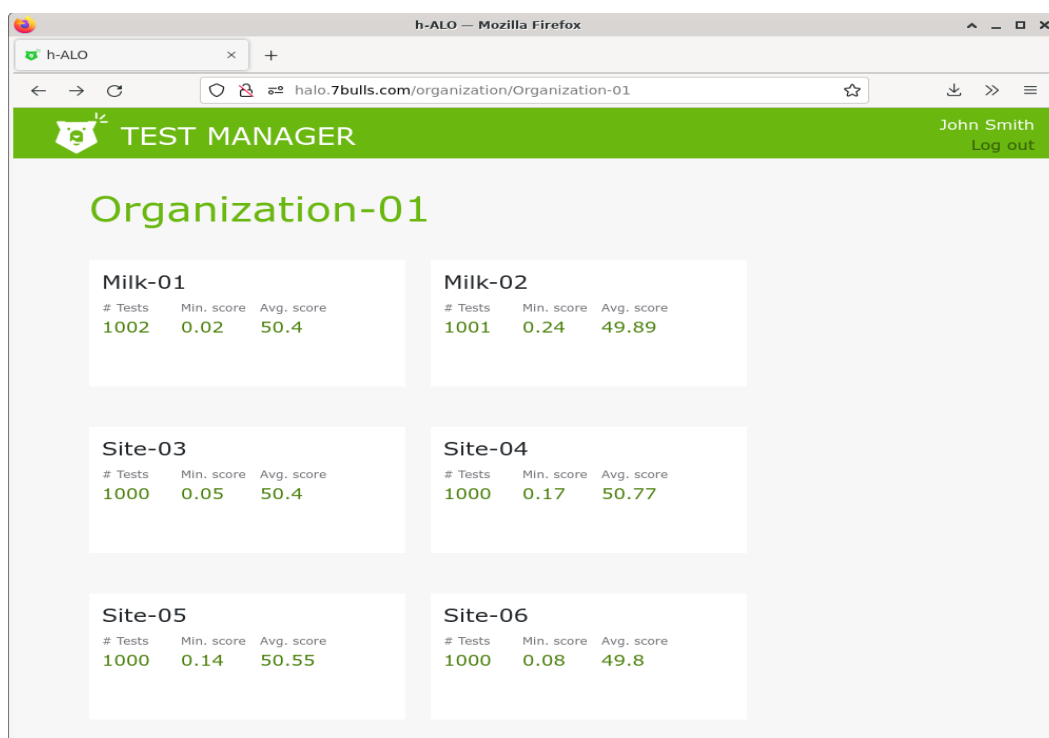 h-ALO — Mozilla Firefox
h-ALO
halo.7bulls.com/organization/Organization-01
TEST MANAGER
John Smith
Log out
Organization-01
Milk-01
# Tests Min. score Avg. score
1002 0.02 50.4
Milk-02
# Tests Min. score Avg. score
1001 0.24 49.89
Site-03
# Tests Min. score Avg. score
1000 0.05 50.4
Site-04
# Tests Min. score Avg. score
1000 0.17 50.77
Site-05
# Tests Min. score Avg. score
1000 0.14 50.55
Site-06
# Tests Min. score Avg. score
1000 0.08 49.8